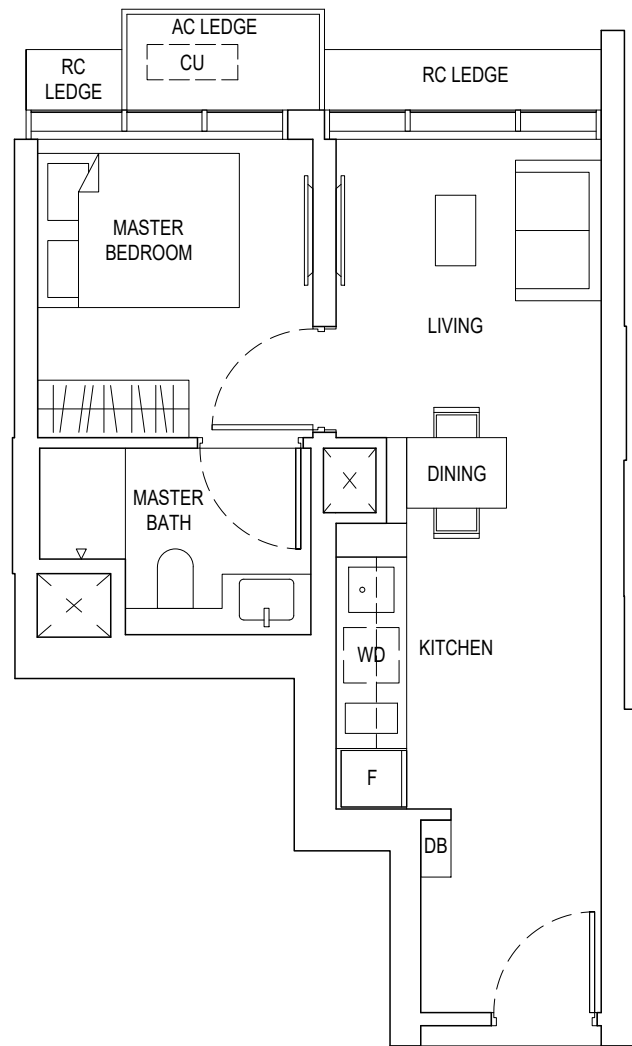 AC LEDGE
CU
RC
LEDGE
RC LEDGE
MASTER
BEDROOM
LIVING
DINING
MASTER
BATH
KITCHEN
WD
F
DB